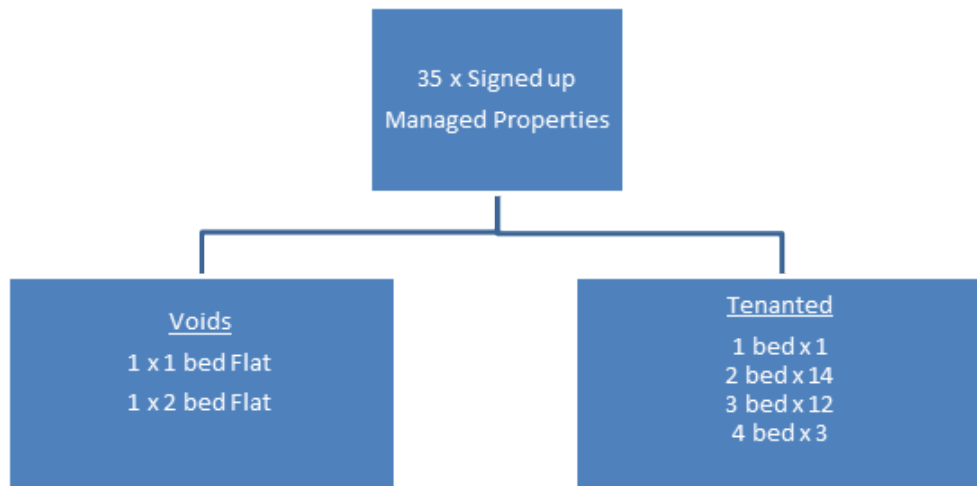 35 x Signed up
Managed Properties
Voids
1 x 1 bed Flat
1 x 2 bed Flat
Tenanted
1 bed x 1
2 bed x 14
3 bed x 12
4 bed x 3